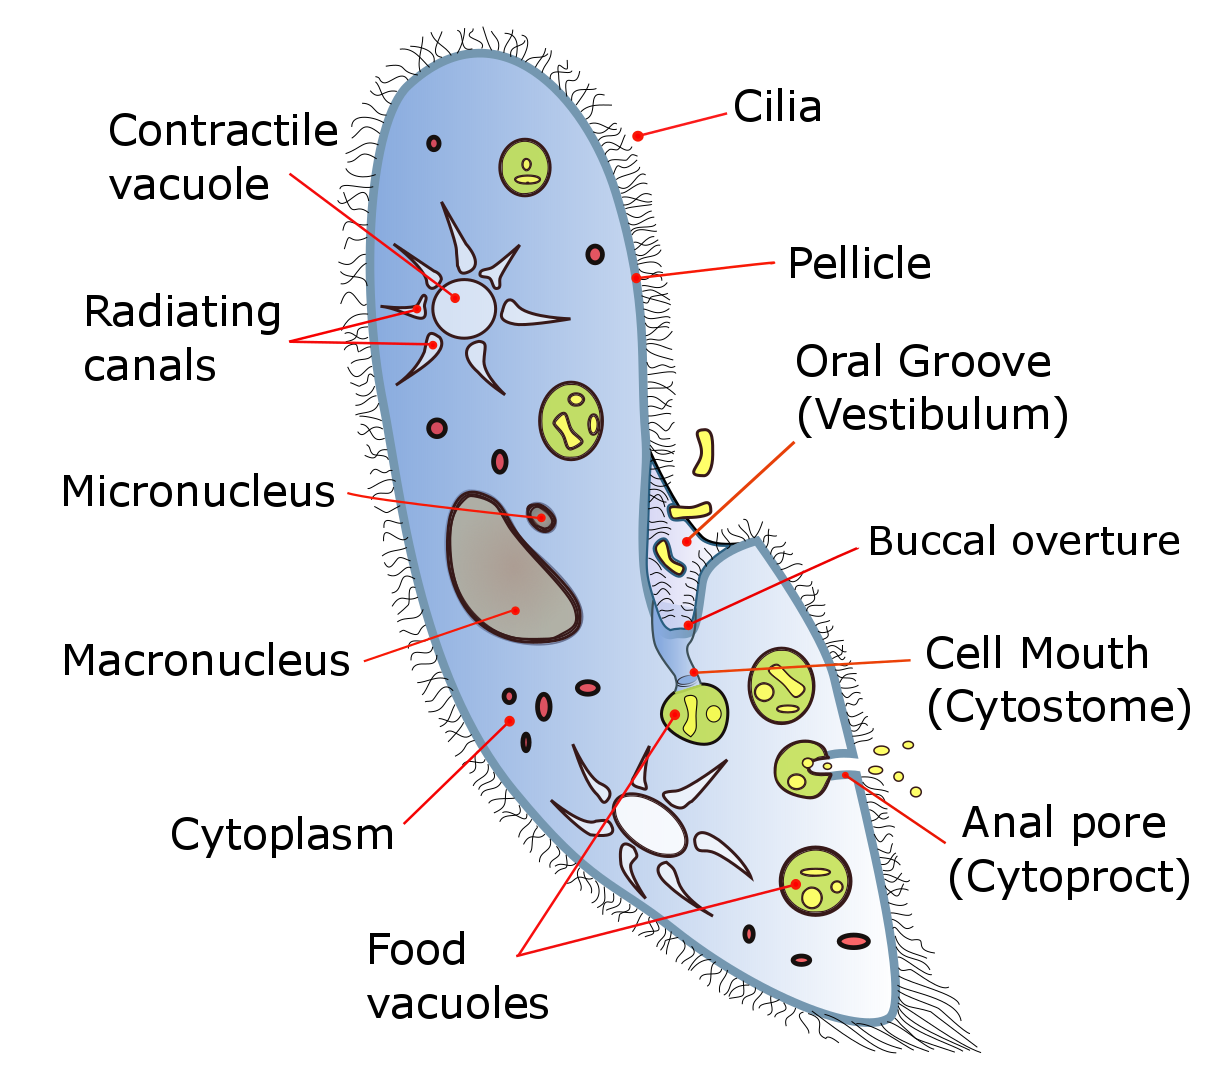 Cilia
Contractile
vacuole
Pellicle
Radiating
canals
Oral Groove
(Vestibulum)
Micronucleus
Buccal overture
Macronucleus
Cell Mouth
(Cytostome)
Cytoplasm
Anal pore
(Cytoproct)
Food
vacuoles